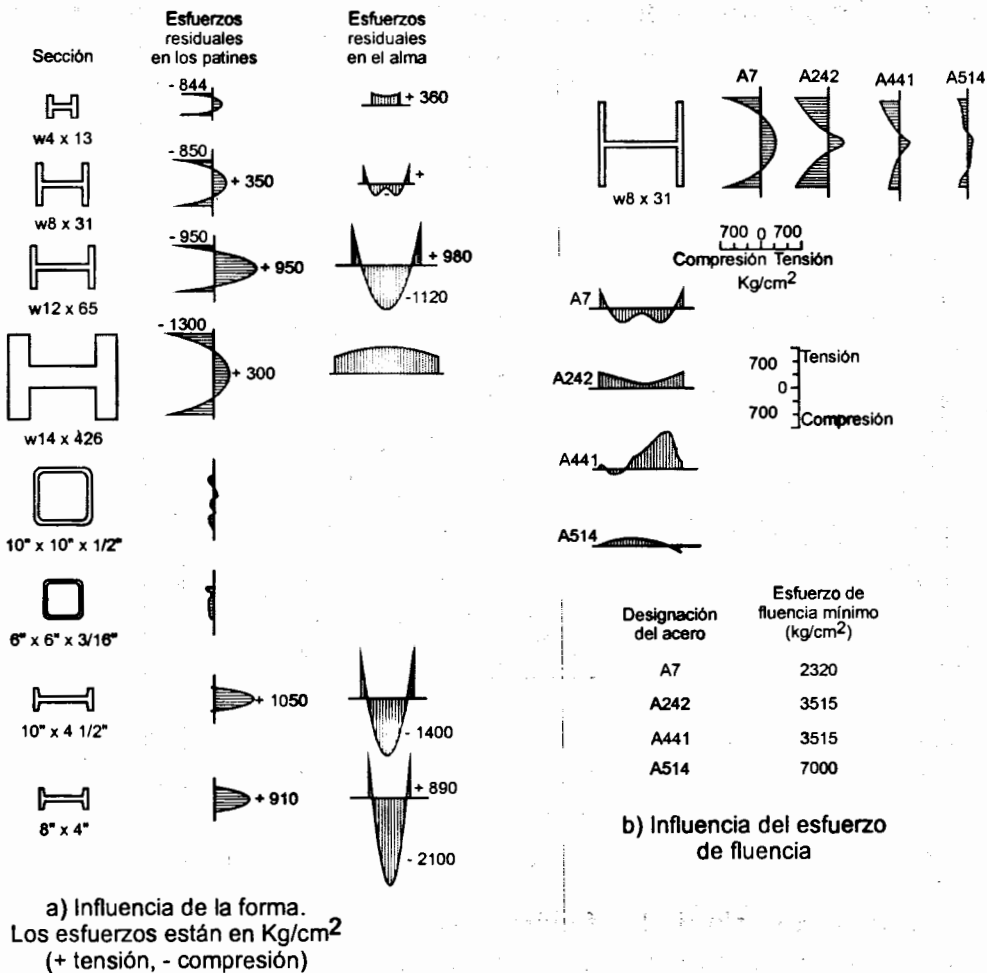 Sección
Esfuerzos
residuales
en los patines
Esfuerzos
residuales
en el alma
- 844
+ 360
w4 x 13
- 850
+ 350
+
-
w8 x 31
- 950
+ 950
+ 980
-1120
w12 x 65
- 1300
+ 300
w14 x 426
10" x 10" x 1/2"
6" x 6" x 3/16"
+ 1050
- 1400
10" x 4 1/2"
+ 910
+ 890
- 2100
8" x 4"
a) Influencia de la forma.
Los esfuerzos están en Kg/cm2
(+ tensión, - compresión)
A7
A242
A441
A514
w8 x 31
700 0 700
Compresión Tensión
Kg/cm2
A7
A242
700
Tensión
0
700
Compresión
A441
A514
Designación
del acero
Esfuerzo de
fluencia mínimo
(kg/cm2)
A7 2320
A242 3515
A441 3515
A514 7000
b) Influencia del esfuerzo
de fluencia